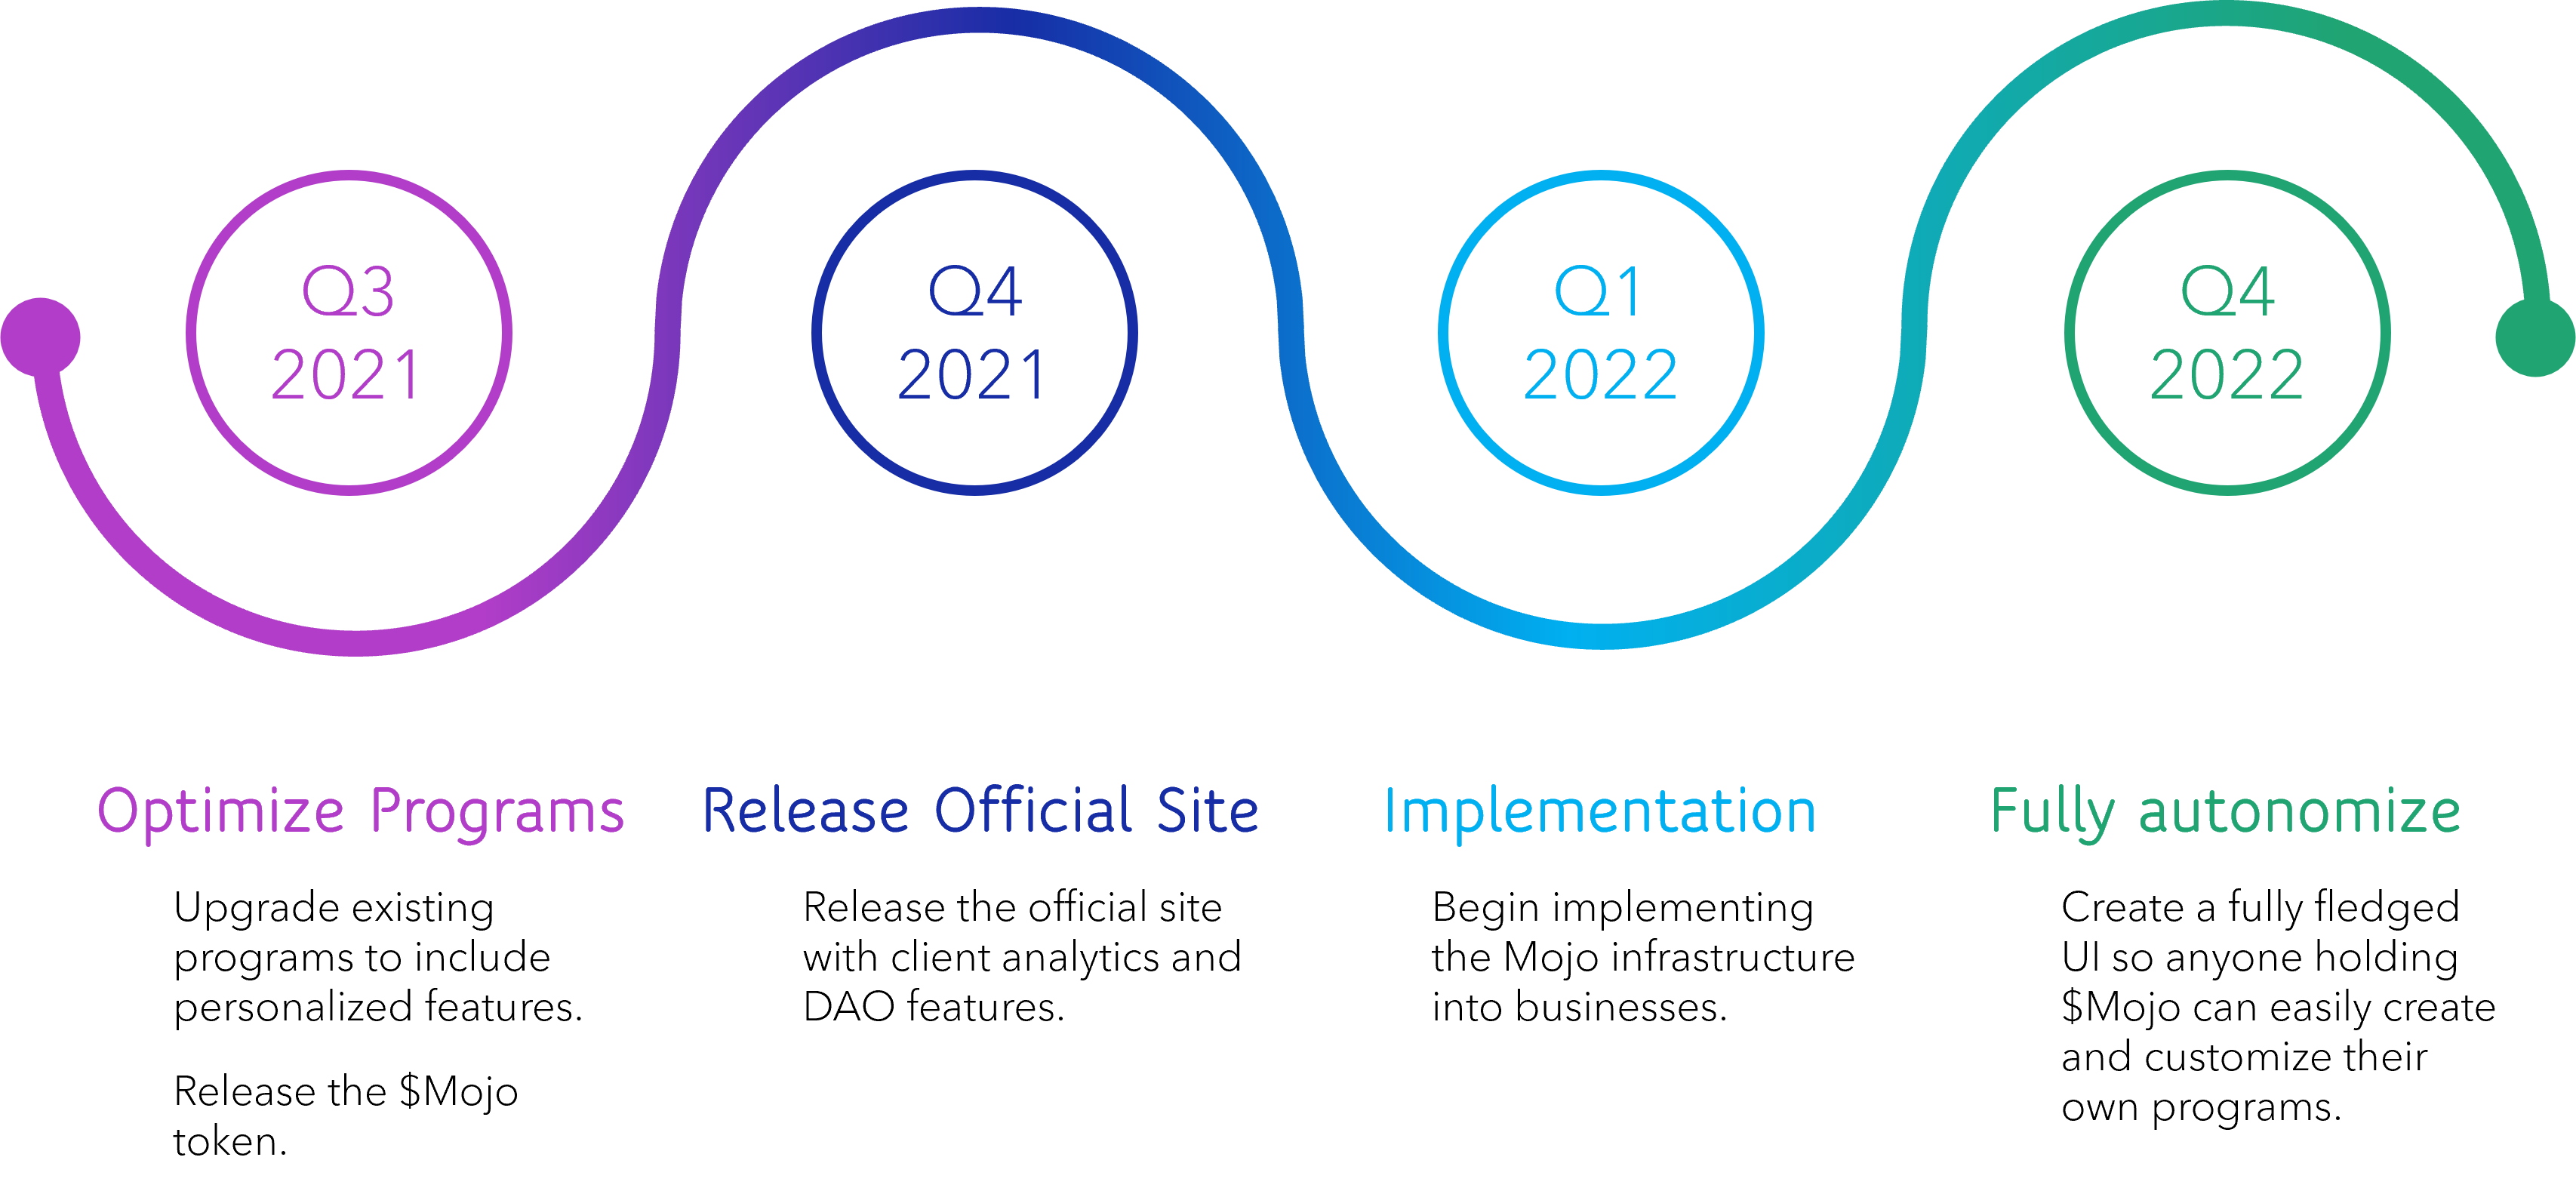 Q3
2021
Q4
2021
Q1
2022
Q4
2022
Optimize Programs
Upgrade existing
programs to include
personalized features.
Release the $Mojo
token.
Release Official Site
Release the official site
with client analytics and
DAO features.
Implementation
Begin implementing
the Mojo infrastructure
into businesses.
Fully autonomize
Create a fully fledged
UI so anyone holding
$Mojo can easily create
and customize their
own programs.